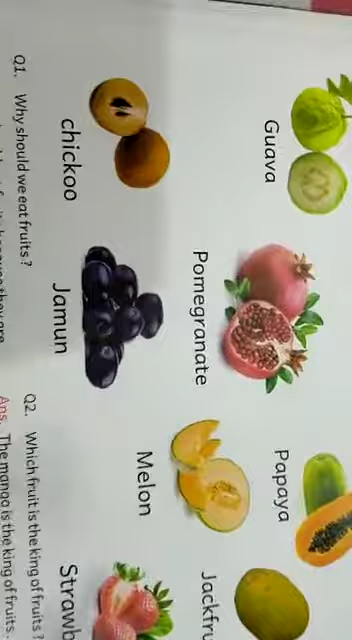 Guava
Papaya
Pomegranate
Jackfru
Melon
chickoo
Jamun
Strawb
Q1. Why should we eat fruits ?
Q2. Which fruit is the king of fruits ?
Ans. The mango is the king of fruits.